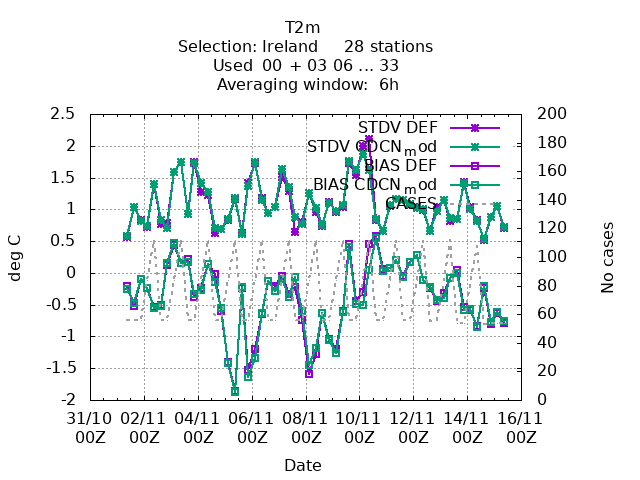 T2m
Selection: Ireland 28 stations
Used 00 + 03 06 ... 33
Averaging window: 6h
2.5
2
1.5
1
0.5
0
-0.5
-1
-1.5
-2
deg C
200
180
160
140
120
100
80
60
40
20
0
No cases
STDV DEF
STDV CDCNmod
BIAS DEF
BIAS CDCNmod
CASES
31/10 02/11 04/11 06/11 08/11 10/11 12/11 14/11 16/11
00Z 00Z 00Z 00Z 00Z 00Z 00Z 00Z 00Z
Date